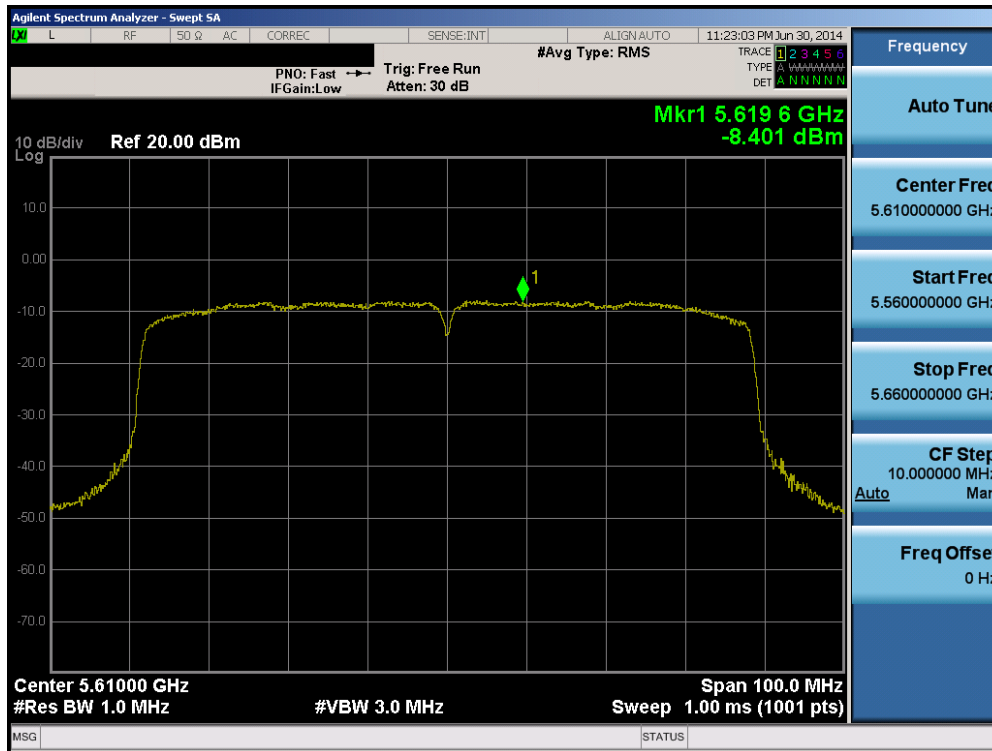 Agilent Spectrum Analyzer - Swept SA
LXI L RF 50 Ω AC CORREC SENSE:INT ALIGN AUTO 11:23:03 PM Jun 30, 2014
#Avg Type: RMS TRACE 1 2 3 4 5 6
PNO: Fast Trig: Free Run TYPE A WWWWW
IFGain:Low Atten: 30 dB DET A N N N N N
Mkr1 5.619 6 GHz
-8.401 dBm
10 dB/div Ref 20.00 dBm
Log
10.0
0.00
-10.0
-20.0
-30.0
-40.0
-50.0
-60.0
-70.0
1
Center 5.61000 GHz Span 100.0 MHz
#Res BW 1.0 MHz #VBW 3.0 MHz Sweep 1.00 ms (1001 pts)
MSG STATUS
Frequency
Auto Tune
Center Freq
5.610000000 GHz
Start Freq
5.560000000 GHz
Stop Freq
5.660000000 GHz
CF Step
10.000000 MHz
Auto Man
Freq Offset
0 Hz